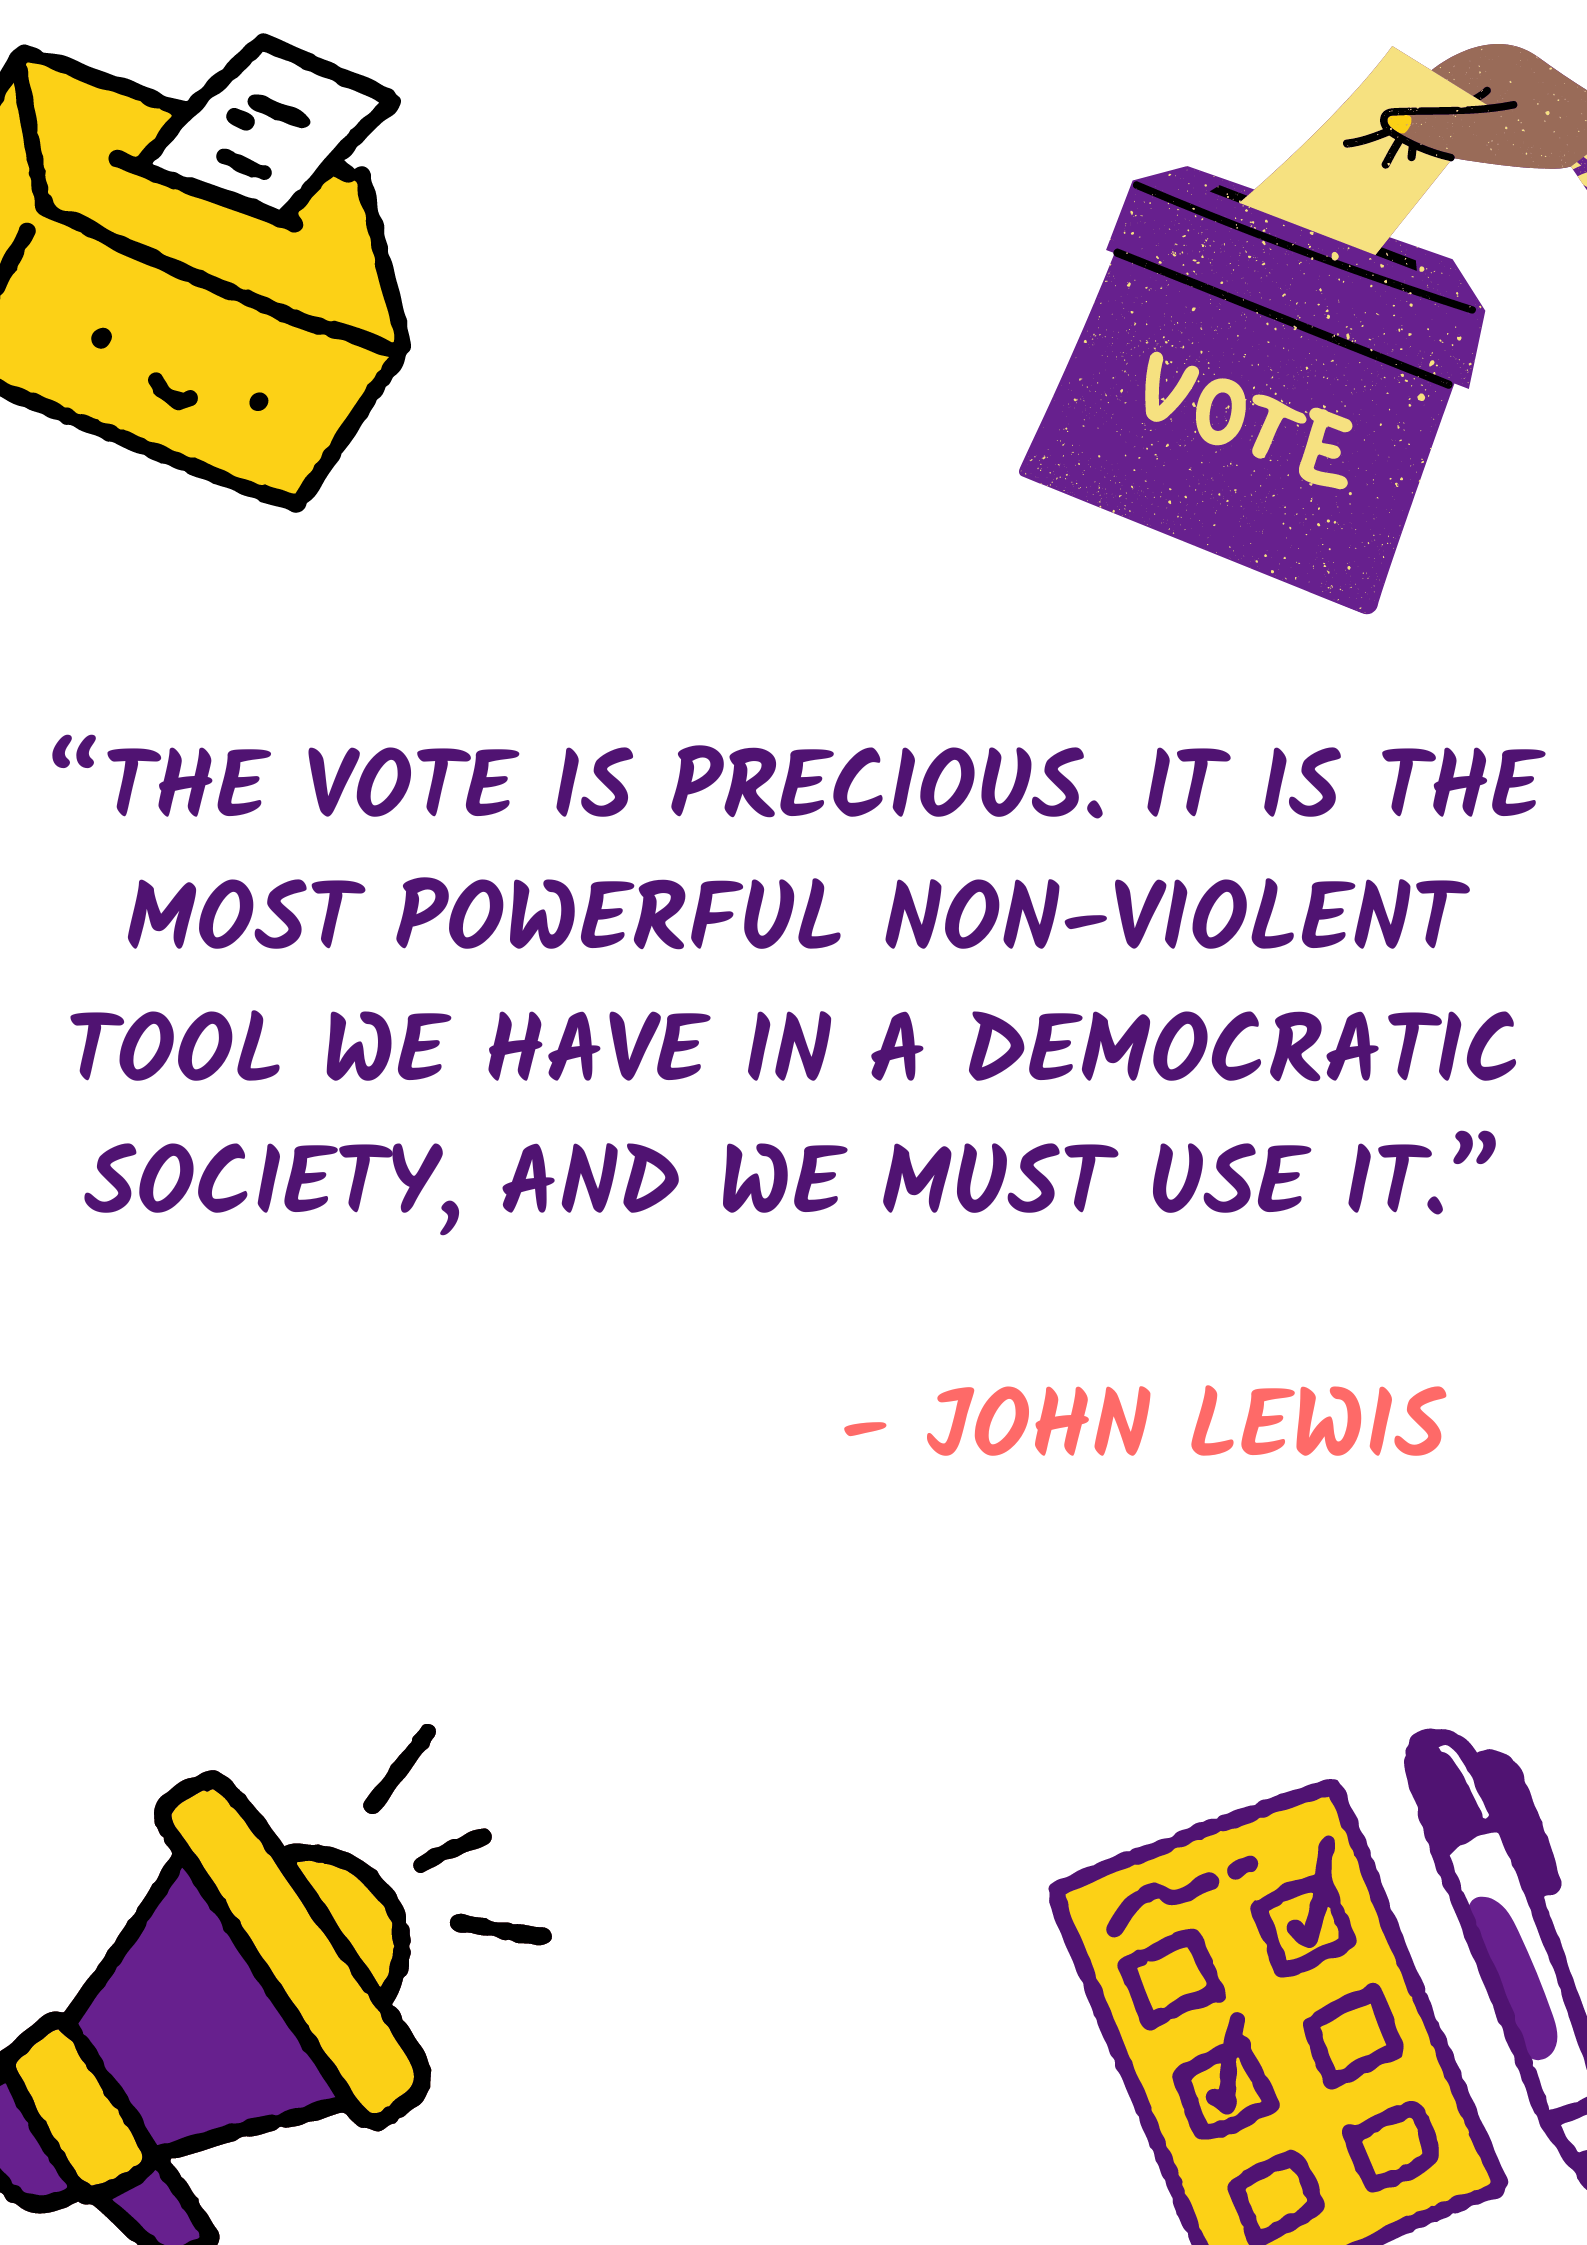 VOTE
“THE VOTE IS PRECIOUS. IT IS THE
MOST POWERFUL NON-VIOLENT
TOOL WE HAVE IN A DEMOCRATIC
SOCIETY, AND WE MUST USE IT.”
- JOHN LEWIS